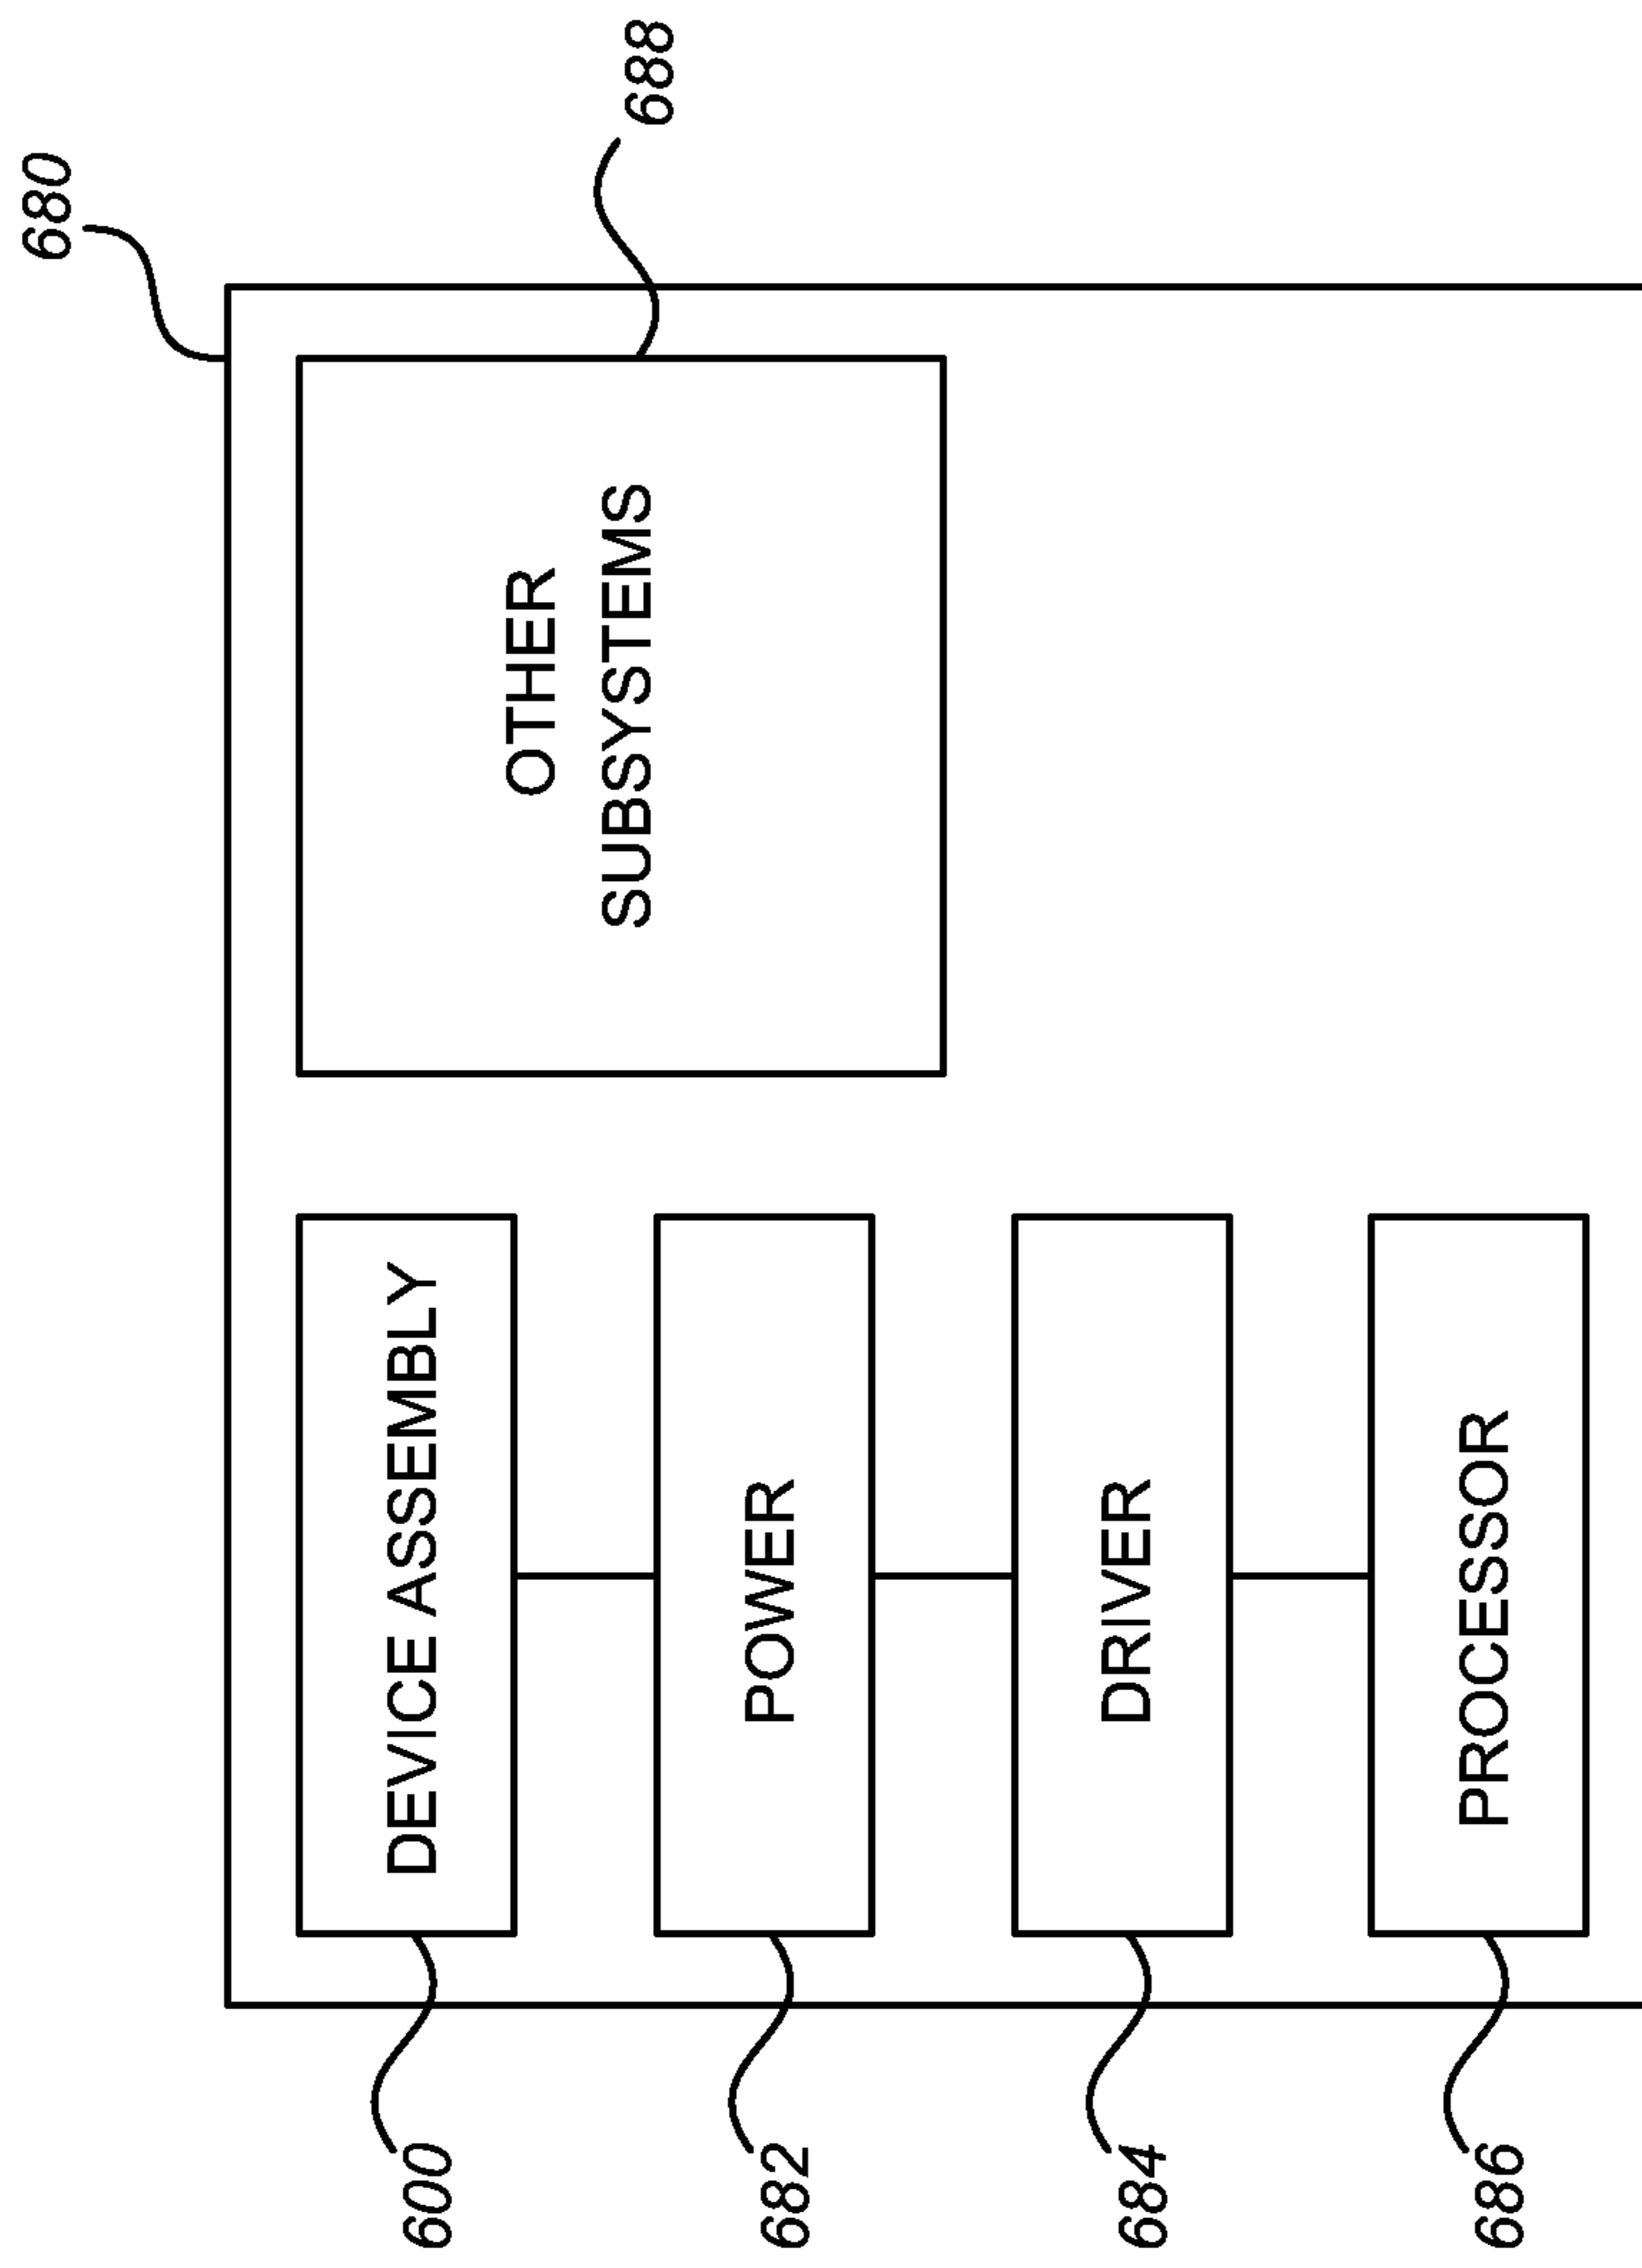 680
688
OTHER
SUBSYSTEMS
600
DEVICE ASSEMBLY
682
POWER
684
DRIVER
686
PROCESSOR